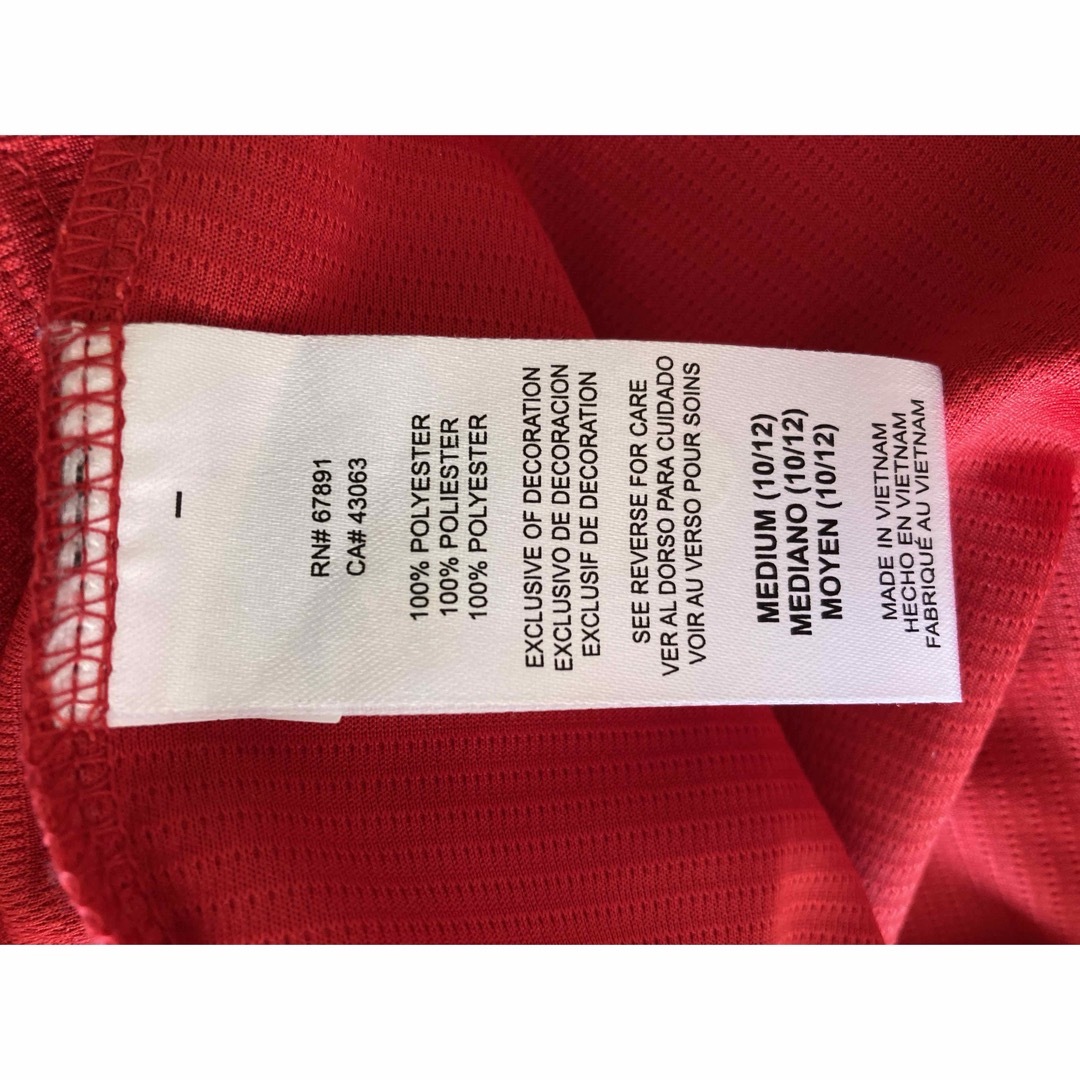 RN# 67891
CA# 43063
100% POLYESTER
100% POLIESTER
100% POLYESTER
EXCLUSIVE OF DECORATION
EXCLUSIVO DE DECORACION
EXCLUSIF DE DECORATION
SEE REVERSE FOR CARE
VER AL DORSO PARA CUIDADO
VOIR AU VERSO POUR SOINS
MEDIUM (10/12)
MEDIANO (10/12)
MOYEN (10/12)
MADE IN VIETNAM
HECHO EN VIETNAM
FABRIQUÉ AU VIETNAM